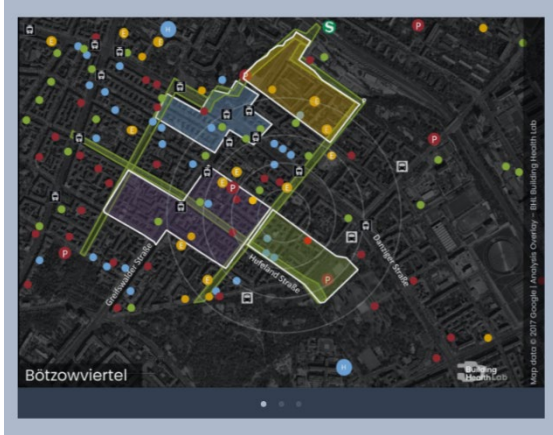 S
P
H
E
E
P
E
P
E
P
E
E
P
Greifswalder Straße
Hufeland Straße
Danziger Straße
E
P
H
Bötzowviertel
Building
Health Lab
Map data © 2017 Google | Analysis Overlay – BHL Building Health Lab